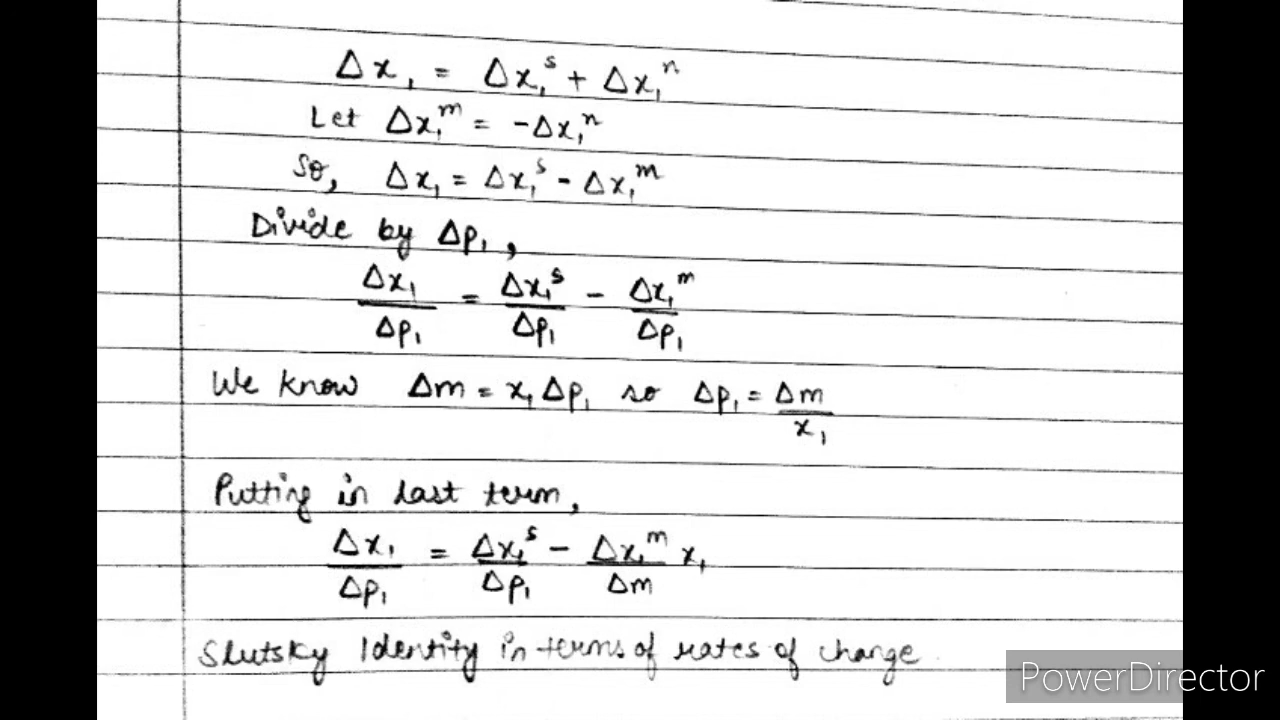 Δx₁ = Δx₁ˢ + Δx₁ⁿ
Let Δx₁ᵐ = -Δx₁ⁿ
So, Δx₁ = Δx₁ˢ - Δx₁ᵐ
Divide by Δp₁,
Δx₁/Δp₁ = Δx₁ˢ/Δp₁ - Δx₁ᵐ/Δp₁
We know Δm = x₁Δp₁ so Δp₁ = Δm/x₁
Putting in last term,
Δx₁/Δp₁ = Δx₁ˢ/Δp₁ - Δx₁ᵐ/Δm x₁
Slutsky Identity in terms of rates of change
PowerDirector